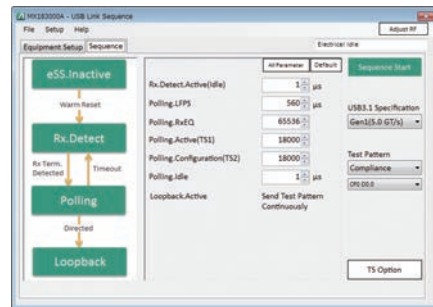 MX183000A - USB Link Sequence
File Setup Help
Adjust RF
Equipment Setup Sequence
Electrical Idle
All Parameter Default
Sequence Start
eSS.Inactive
Warm Reset
Rx.Detect
Rx Term. Detected
Timeout
Polling
Directed
Loopback
Rx.Detect.Active(Idle) 1 µs
Polling.LFPS 560 µs
Polling.RxEQ 65536
Polling.Active(TS1) 18000
Polling.Configuration(TS2) 18000
Polling.Idle 1 µs
Loopback.Active Send Test Pattern
Continuously
USB3.1 Specification
Gen1(5.0 GT/s)
Test Pattern
Compliance
CP0:D0.0
TS Option